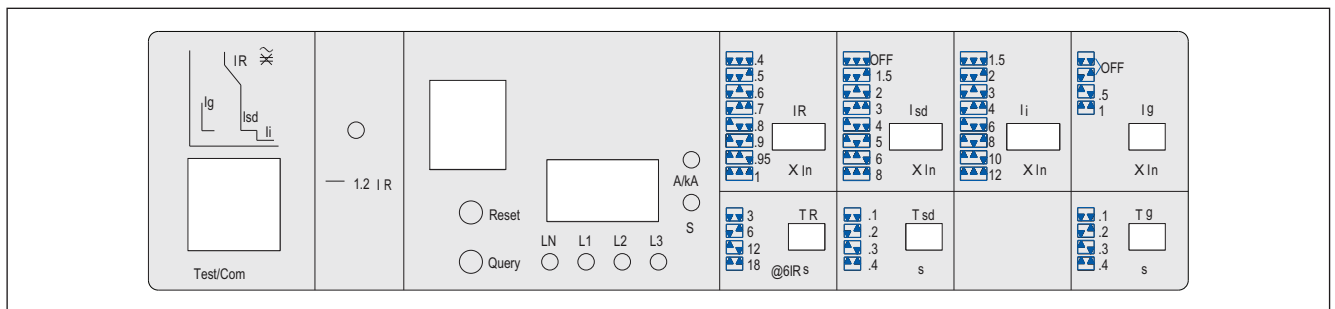 IR
Ig
Isd
Ii
Test/Com
1.2 IR
Reset
Query
LN L1 L2 L3
A/kA
S
.4
.5
.6
.7
.8
.9
.95
1
IR
X In
OFF
1.5
2
3
4
5
6
8
Isd
X In
1.5
2
3
4
6
8
10
12
Ii
X In
OFF
.5
1
Ig
X In
3
6
12
18
TR
@6IR s
.1
.2
.3
.4
Tsd
s
.1
.2
.3
.4
Tg
s